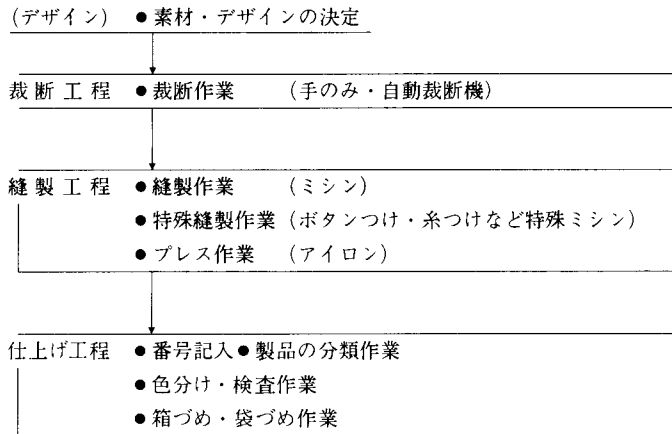 (デザイン) ●素材・デザインの決定
裁断工程 ●裁断作業 (手のみ・自動裁断機)
縫製工程 ●縫製作業 (ミシン)
●特殊縫製作業 (ボタンつけ・糸つけなど特殊ミシン)
●プレス作業 (アイロン)
仕上げ工程 ●番号記入●製品の分類作業
●色分け・検査作業
●箱づめ・袋づめ作業